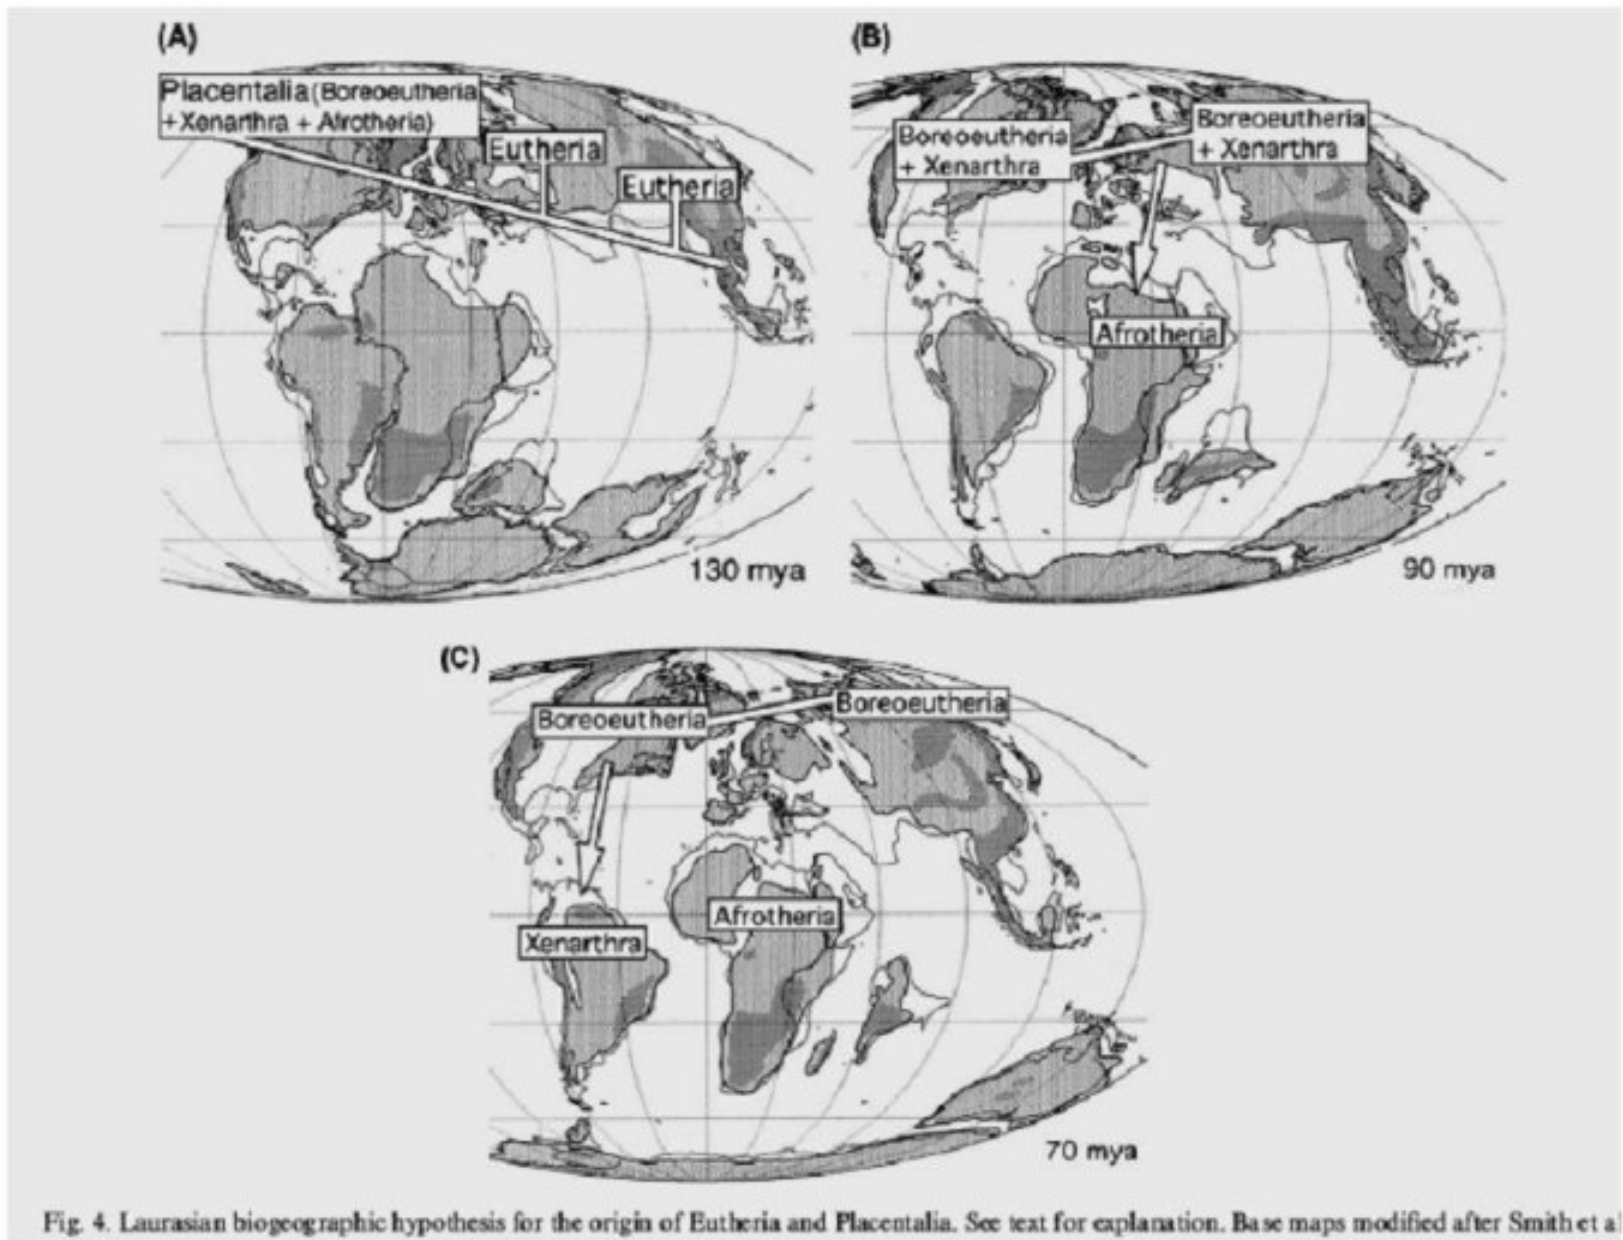 (A)
Placentalia (Boreoeutheria
+Xenarthra + Afrotheria)
Eutheria
Eutheria
130 mya
(B)
Boreoeutheria
+ Xenarthra
Boreoeutheria
+ Xenarthra
Afrotheria
90 mya
(C)
Boreoeutheria
Boreoeutheria
Xenarthra
Afrotheria
70 mya
Fig. 4. Laurasian biogeographic hypothesis for the origin of Eutheria and Placentalia. See text for explanation. Base maps modified after Smith et a